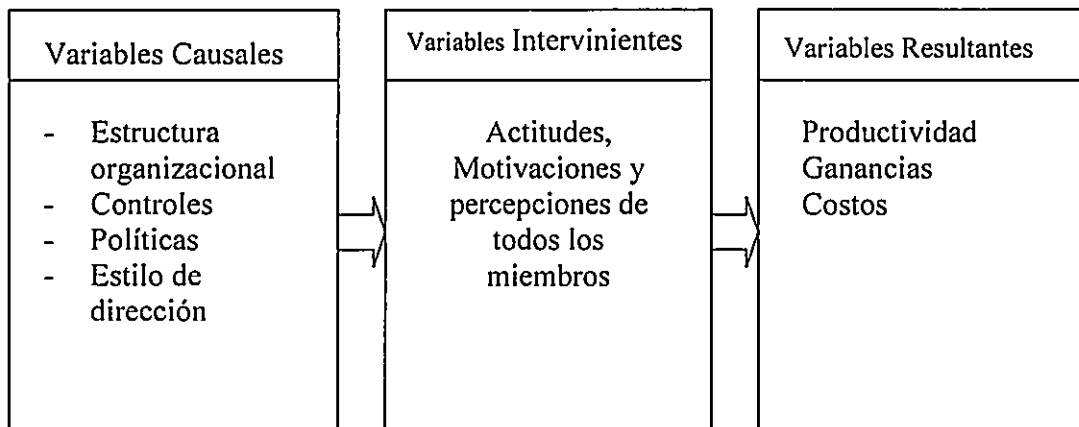 Variables Causales
- Estructura
organizacional
- Controles
- Políticas
- Estilo de
dirección
Variables Intervinientes
Actitudes,
Motivaciones y
percepciones de
todos los
miembros
Variables Resultantes
Productividad
Ganancias
Costos